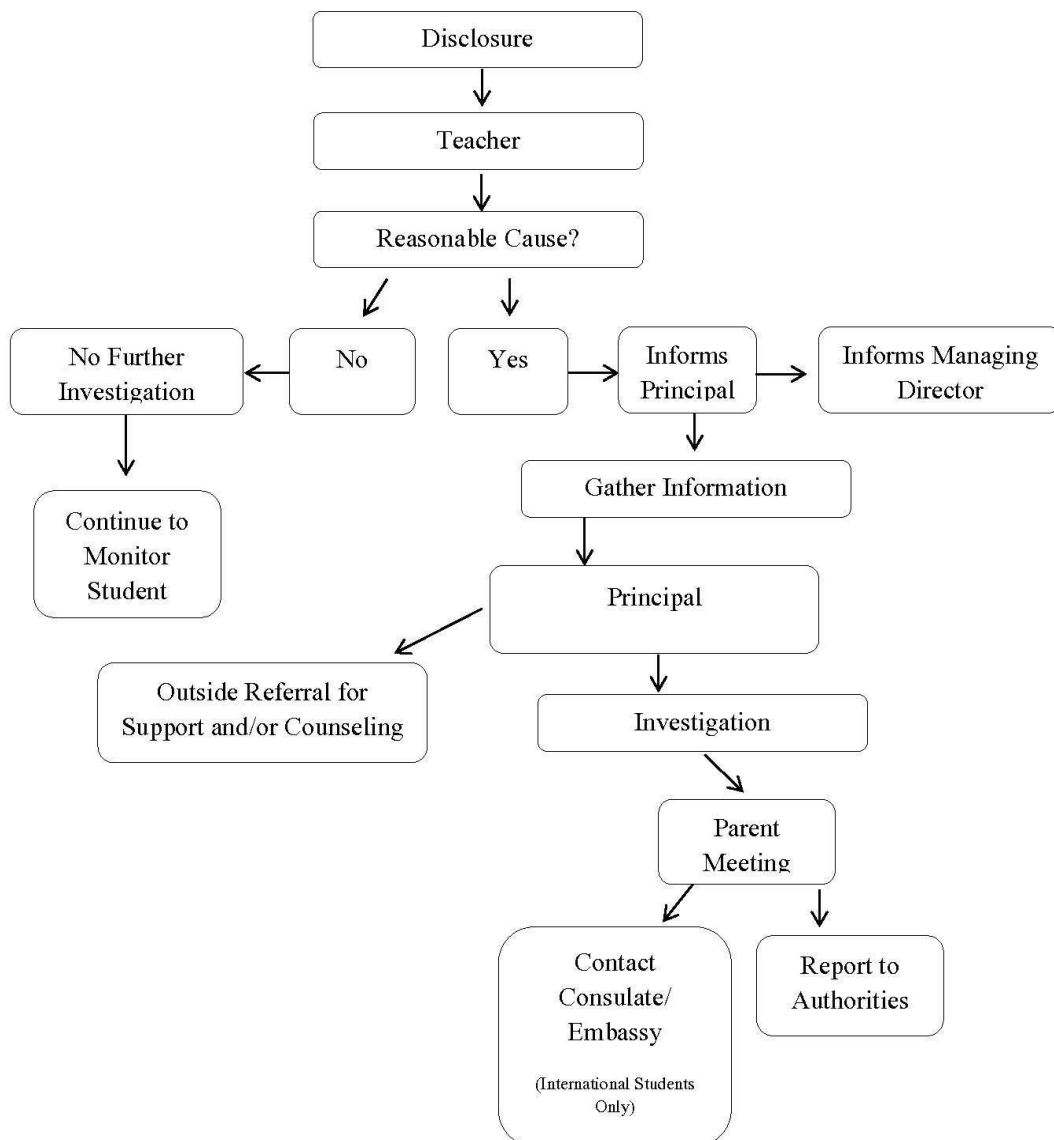 Disclosure
Teacher
Reasonable Cause?
No Further
Investigation
No
Yes
Informs
Principal
Informs Managing
Director
Gather Information
Continue to
Monitor
Student
Principal
Outside Referral for
Support and/or Counseling
Investigation
Parent
Meeting
Contact
Consulate/
Embassy
(International Students
Only)
Report to
Authorities